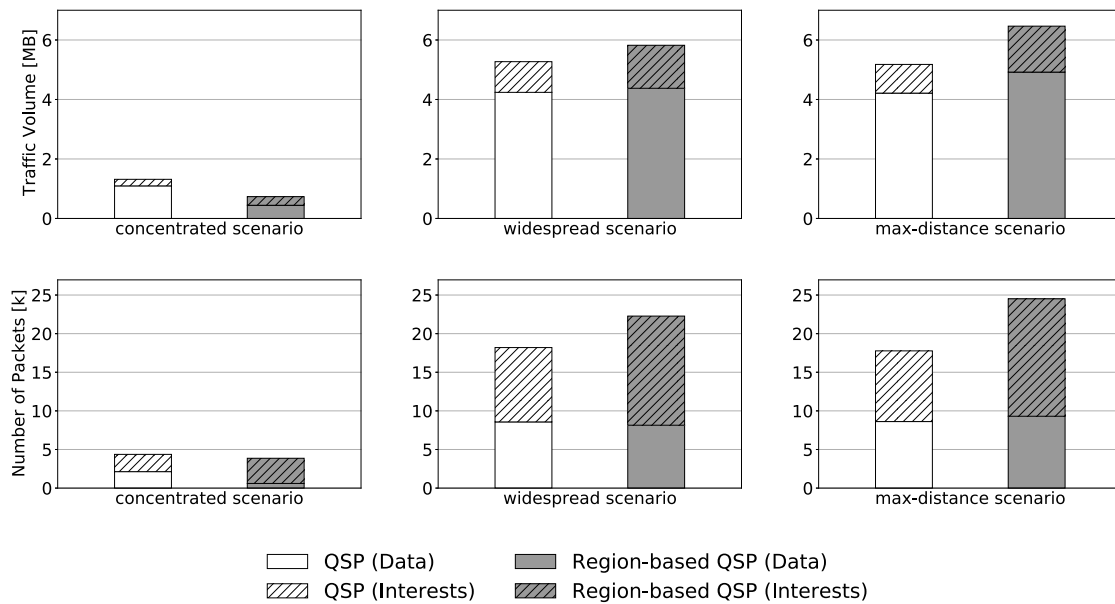 Traffic Volume [MB]
6
4
2
0
concentrated scenario
6
4
2
0
widespread scenario
6
4
2
0
max-distance scenario
Number of Packets [k]
25
20
15
10
5
0
concentrated scenario
25
20
15
10
5
0
widespread scenario
25
20
15
10
5
0
max-distance scenario
QSP (Data)
QSP (Interests)
Region-based QSP (Data)
Region-based QSP (Interests)